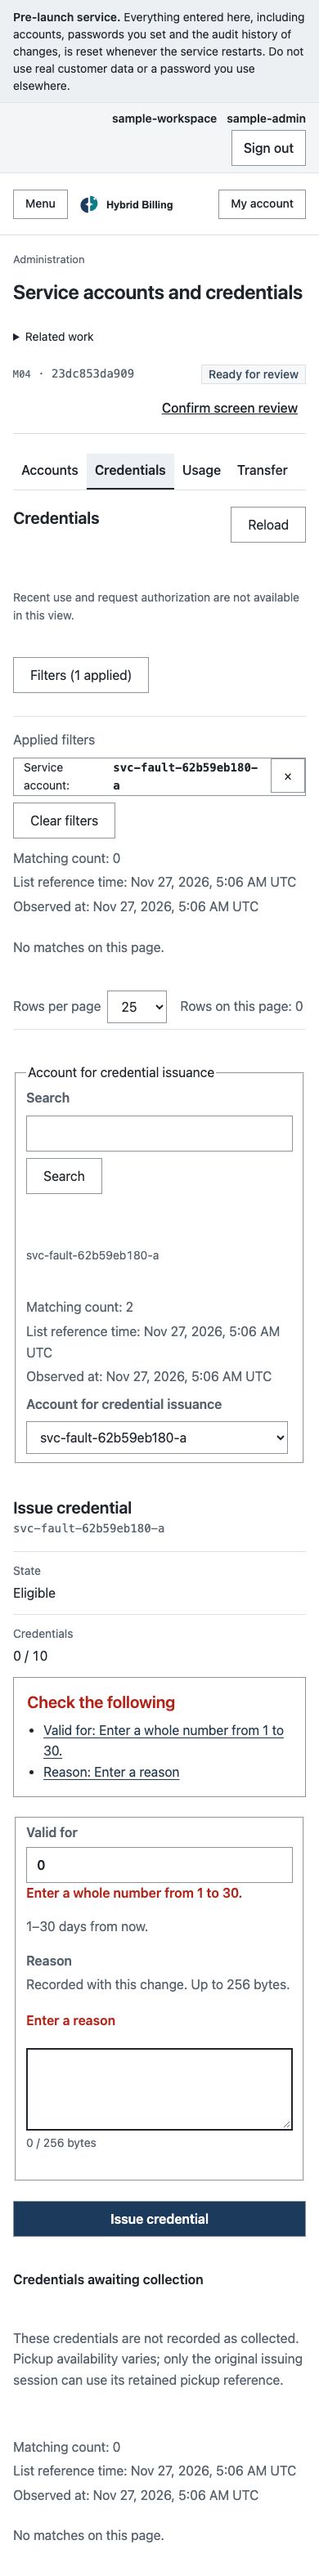 Pre-launch service. Everything entered here, including
accounts, passwords you set and the audit history of
changes, is reset whenever the service restarts. Do not
use real customer data or a password you use
elsewhere.
sample-workspace sample-admin
Sign out
Menu
Hybrid Billing
My account
Administration
Service accounts and credentials
Related work
M04 · 23dc853da909
Ready for review
Confirm screen review
Accounts Credentials Usage Transfer
Credentials
Reload
Recent use and request authorization are not available
in this view.
Filters (1 applied)
Applied filters
Service
account:
svc-fault-62b59eb180-
a
×
Clear filters
Matching count: 0
List reference time: Nov 27, 2026, 5:06 AM UTC
Observed at: Nov 27, 2026, 5:06 AM UTC
No matches on this page.
Rows per page 25 Rows on this page: 0
Account for credential issuance
Search
Search
svc-fault-62b59eb180-a
Matching count: 2
List reference time: Nov 27, 2026, 5:06 AM
UTC
Observed at: Nov 27, 2026, 5:06 AM UTC
Account for credential issuance
svc-fault-62b59eb180-a
Issue credential
svc-fault-62b59eb180-a
State
Eligible
Credentials
0 / 10
Check the following
• Valid for: Enter a whole number from 1 to
30.
• Reason: Enter a reason
Valid for
0
Enter a whole number from 1 to 30.
1–30 days from now.
Reason
Recorded with this change. Up to 256 bytes.
Enter a reason
0 / 256 bytes
Issue credential
Credentials awaiting collection
These credentials are not recorded as collected.
Pickup availability varies; only the original issuing
session can use its retained pickup reference.
Matching count: 0
List reference time: Nov 27, 2026, 5:06 AM UTC
Observed at: Nov 27, 2026, 5:06 AM UTC
No matches on this page.